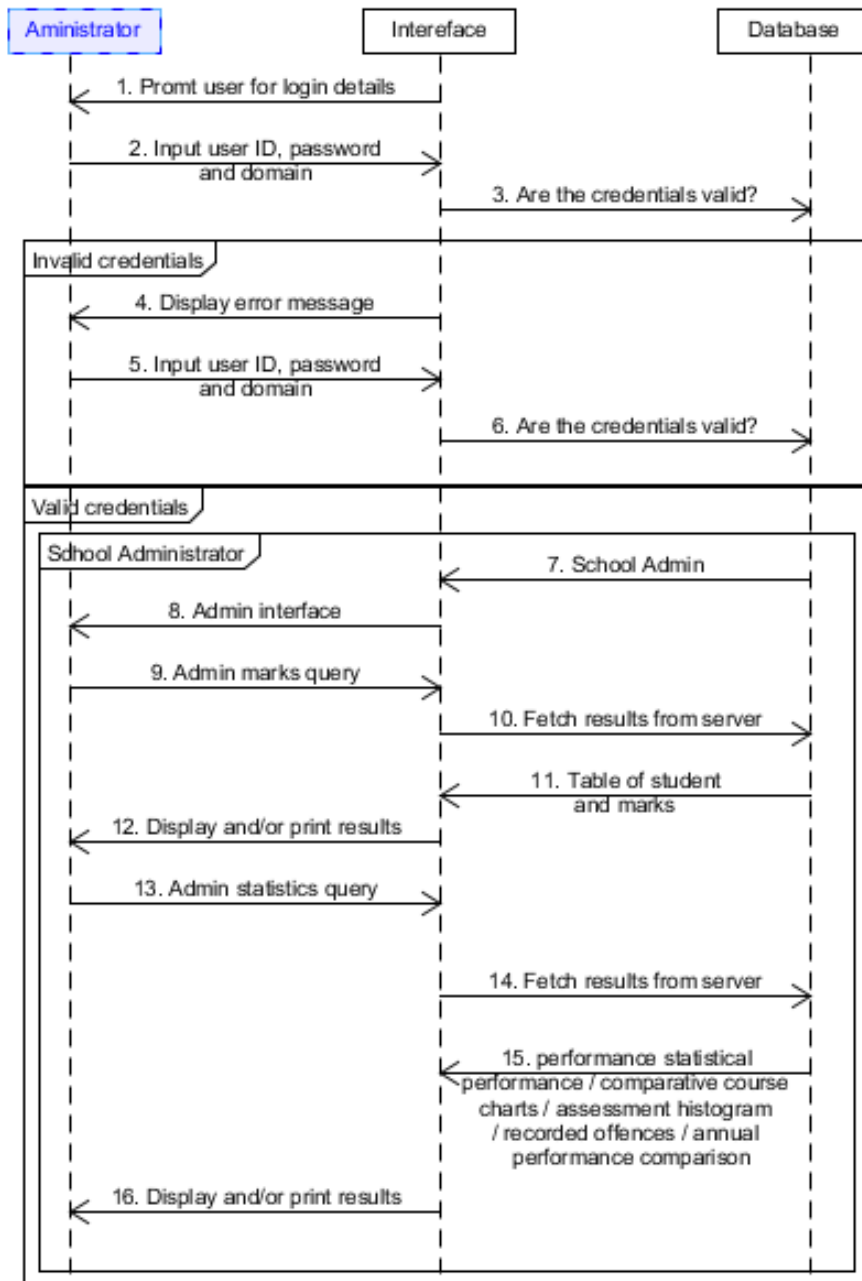 Aministrator
Intereface
Database
1. Promt user for login details
2. Input user ID, password
and domain
3. Are the credentials valid?
Invalid credentials
4. Display error message
5. Input user ID, password
and domain
6. Are the credentials valid?
Valid credentials
School Administrator
7. School Admin
8. Admin interface
9. Admin marks query
10. Fetch results from server
11. Table of student
and marks
12. Display and/or print results
13. Admin statistics query
14. Fetch results from server
15. performance statistical
performance / comparative course
charts / assessment histogram
/ recorded offences / annual
performance comparison
16. Display and/or print results